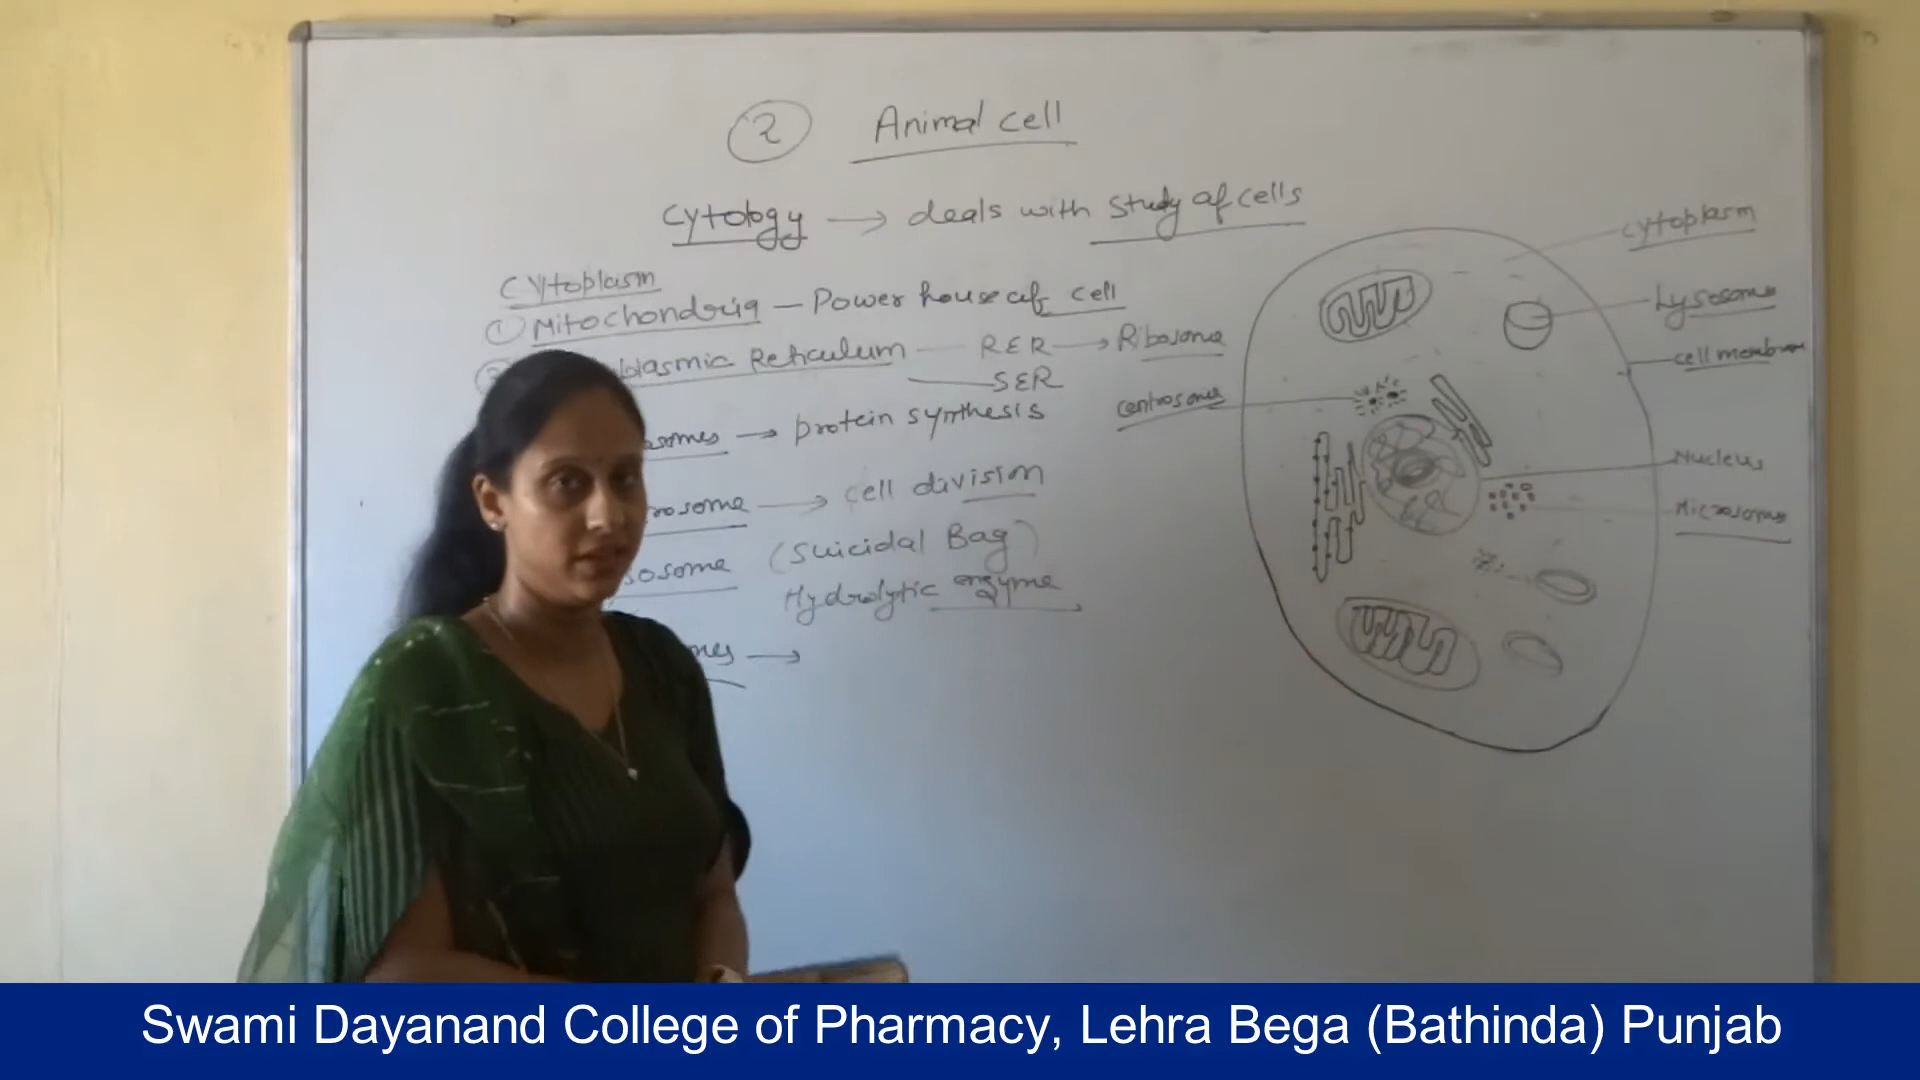 2 Animal cell
Cytology → deals with study of cells
Cytoplasm
① Mitochondria — Power house of cell
plasmic Reticulum — RER → Ribosome
SER
somes → protein synthesis
rosome → cell division
sosome (Suicidal Bag)
Hydrolytic enzyme
mes →
cytoplasm
Lysosome
cell membrane
centrosome
Nucleus
Microsome
Swami Dayanand College of Pharmacy, Lehra Bega (Bathinda) Punjab